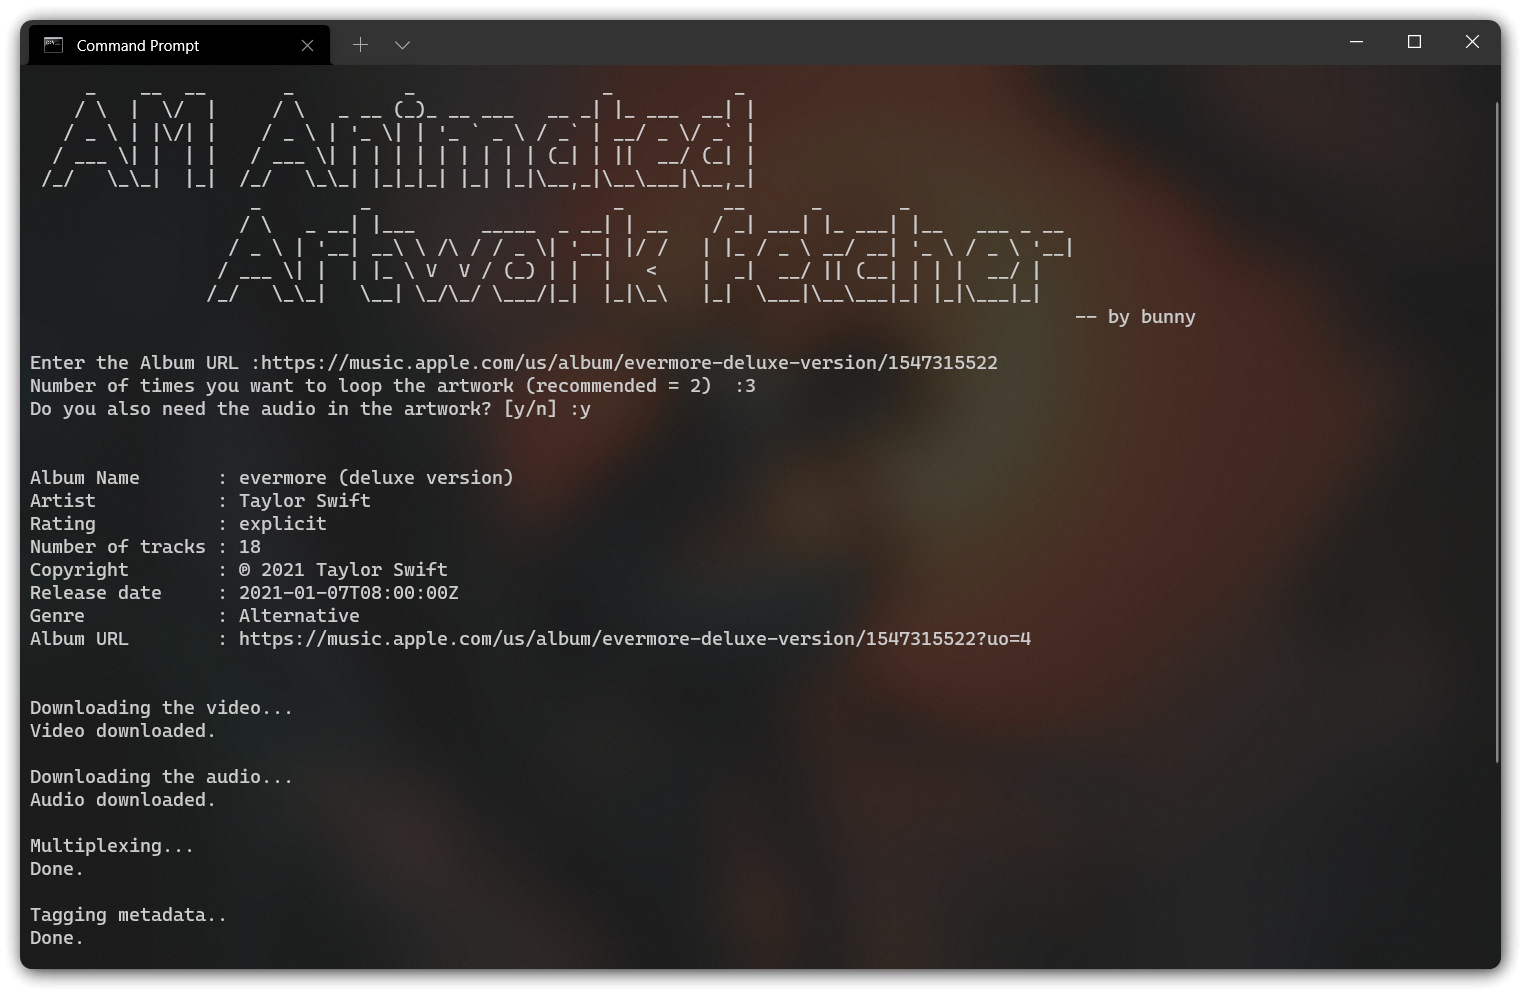 Command Prompt
AM Animated
Artwork Fetcher
-- by bunny
Enter the Album URL :https://music.apple.com/us/album/evermore-deluxe-version/1547315522
Number of times you want to loop the artwork (recommended = 2)  :3
Do you also need the audio in the artwork? [y/n] :y
Album Name       : evermore (deluxe version)
Artist           : Taylor Swift
Rating           : explicit
Number of tracks : 18
Copyright        : ℗ 2021 Taylor Swift
Release date     : 2021-01-07T08:00:00Z
Genre            : Alternative
Album URL        : https://music.apple.com/us/album/evermore-deluxe-version/1547315522?uo=4
Downloading the video...
Video downloaded.
Downloading the audio...
Audio downloaded.
Multiplexing...
Done.
Tagging metadata..
Done.